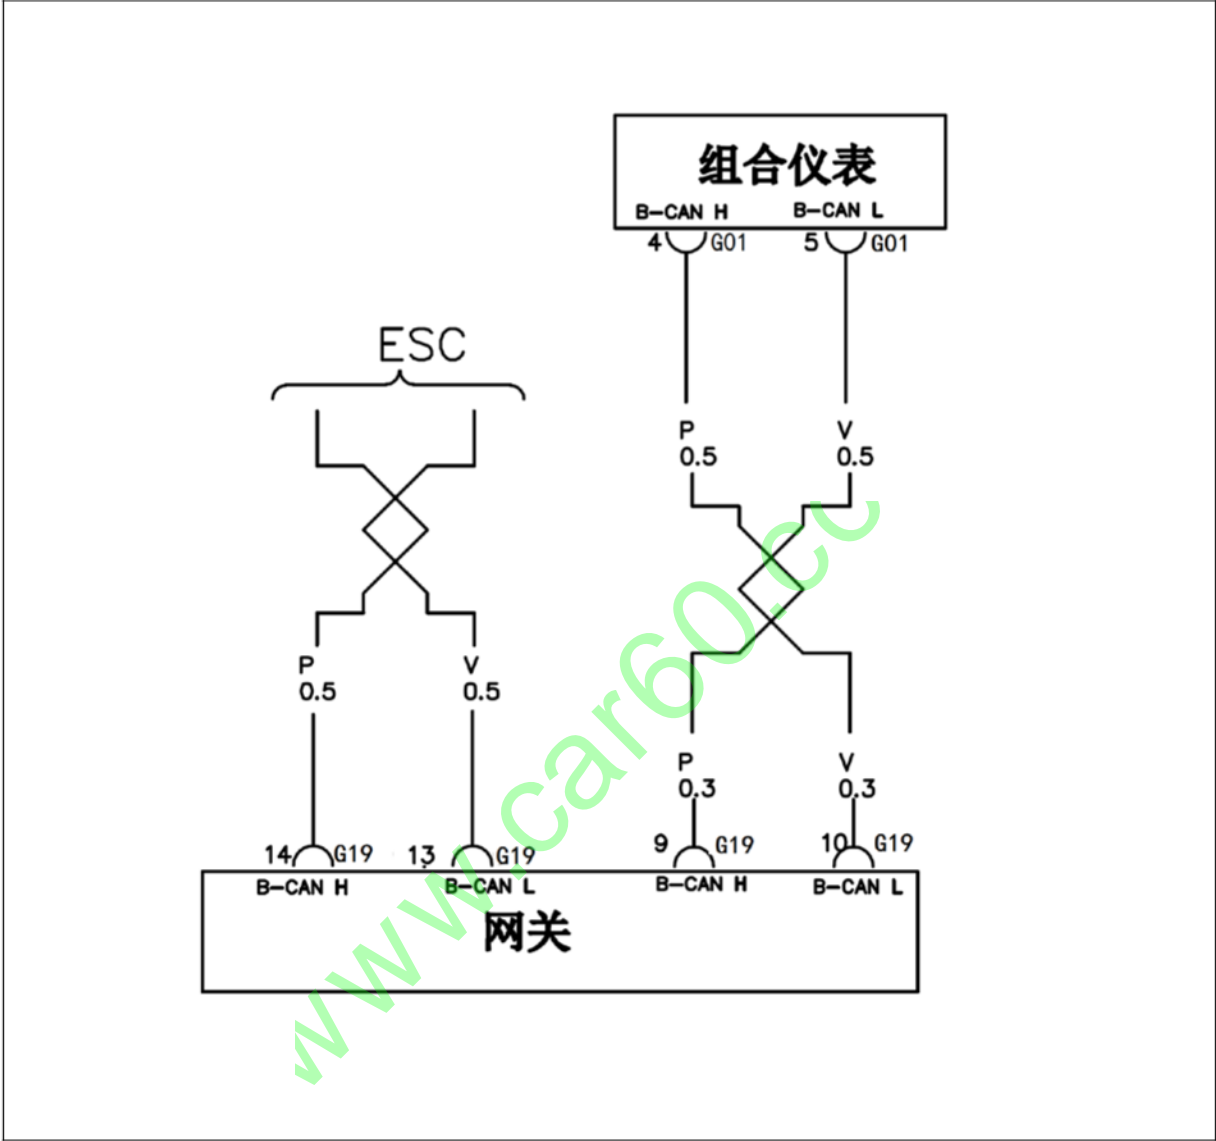 组合仪表
B-CAN H B-CAN L
4 G01 5 G01
ESC
P V
0.5 0.5
P V
0.5 0.5
P V
0.3 0.3
14 G19 13 G19 9 G19 10 G19
B-CAN H B-CAN L B-CAN H B-CAN L
网关
www.car60.cc